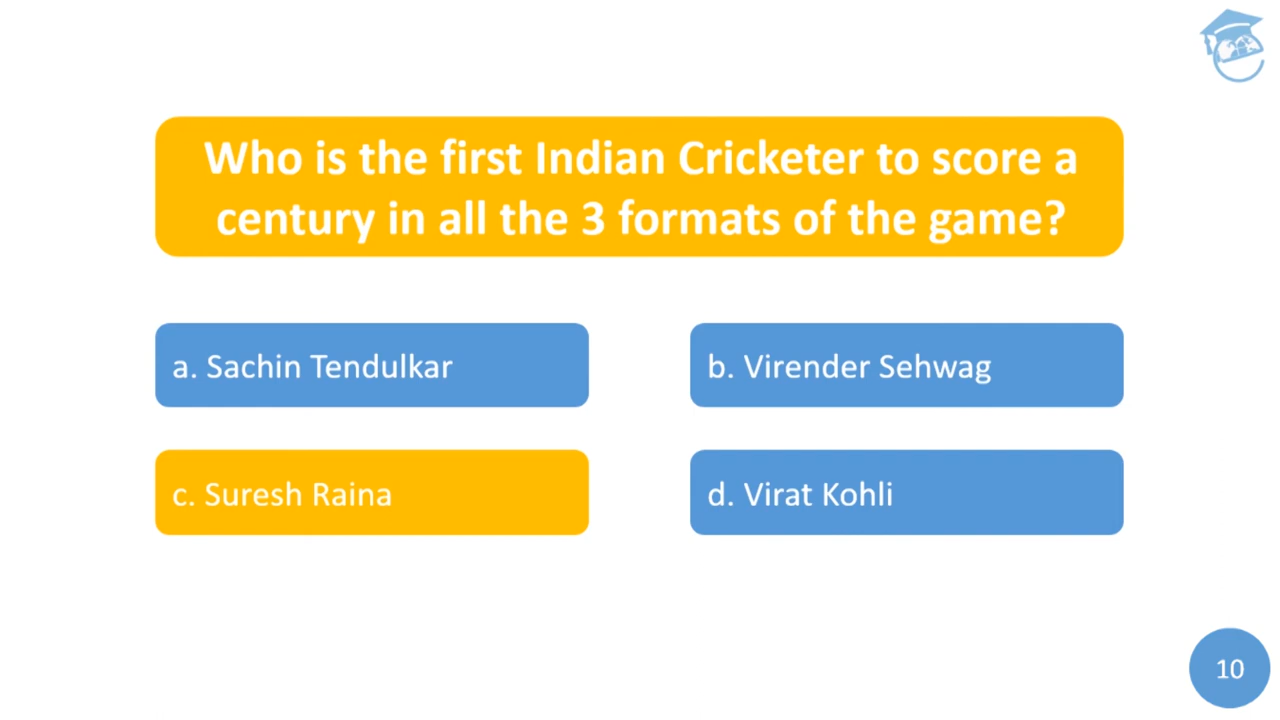 Who is the first Indian Cricketer to score a
century in all the 3 formats of the game?
a. Sachin Tendulkar
b. Virender Sehwag
c. Suresh Raina
d. Virat Kohli
10